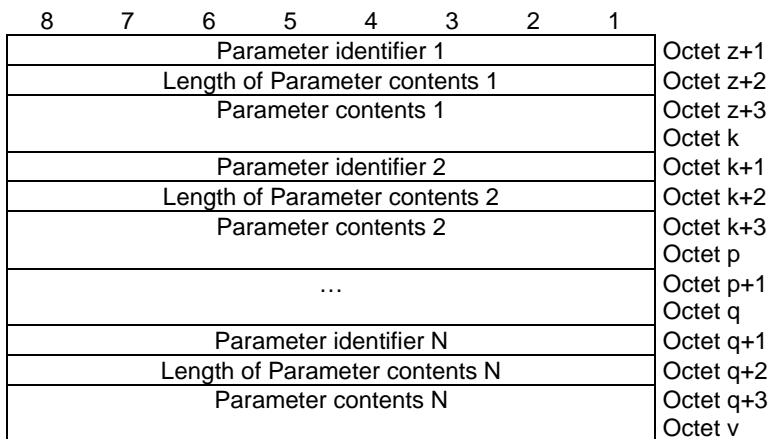 8 7 6 5 4 3 2 1
Parameter identifier 1 Octet z+1
Length of Parameter contents 1 Octet z+2
Parameter contents 1 Octet z+3
Octet k
Parameter identifier 2 Octet k+1
Length of Parameter contents 2 Octet k+2
Parameter contents 2 Octet k+3
Octet p
… Octet p+1
Octet q
Parameter identifier N Octet q+1
Length of Parameter contents N Octet q+2
Parameter contents N Octet q+3
Octet v